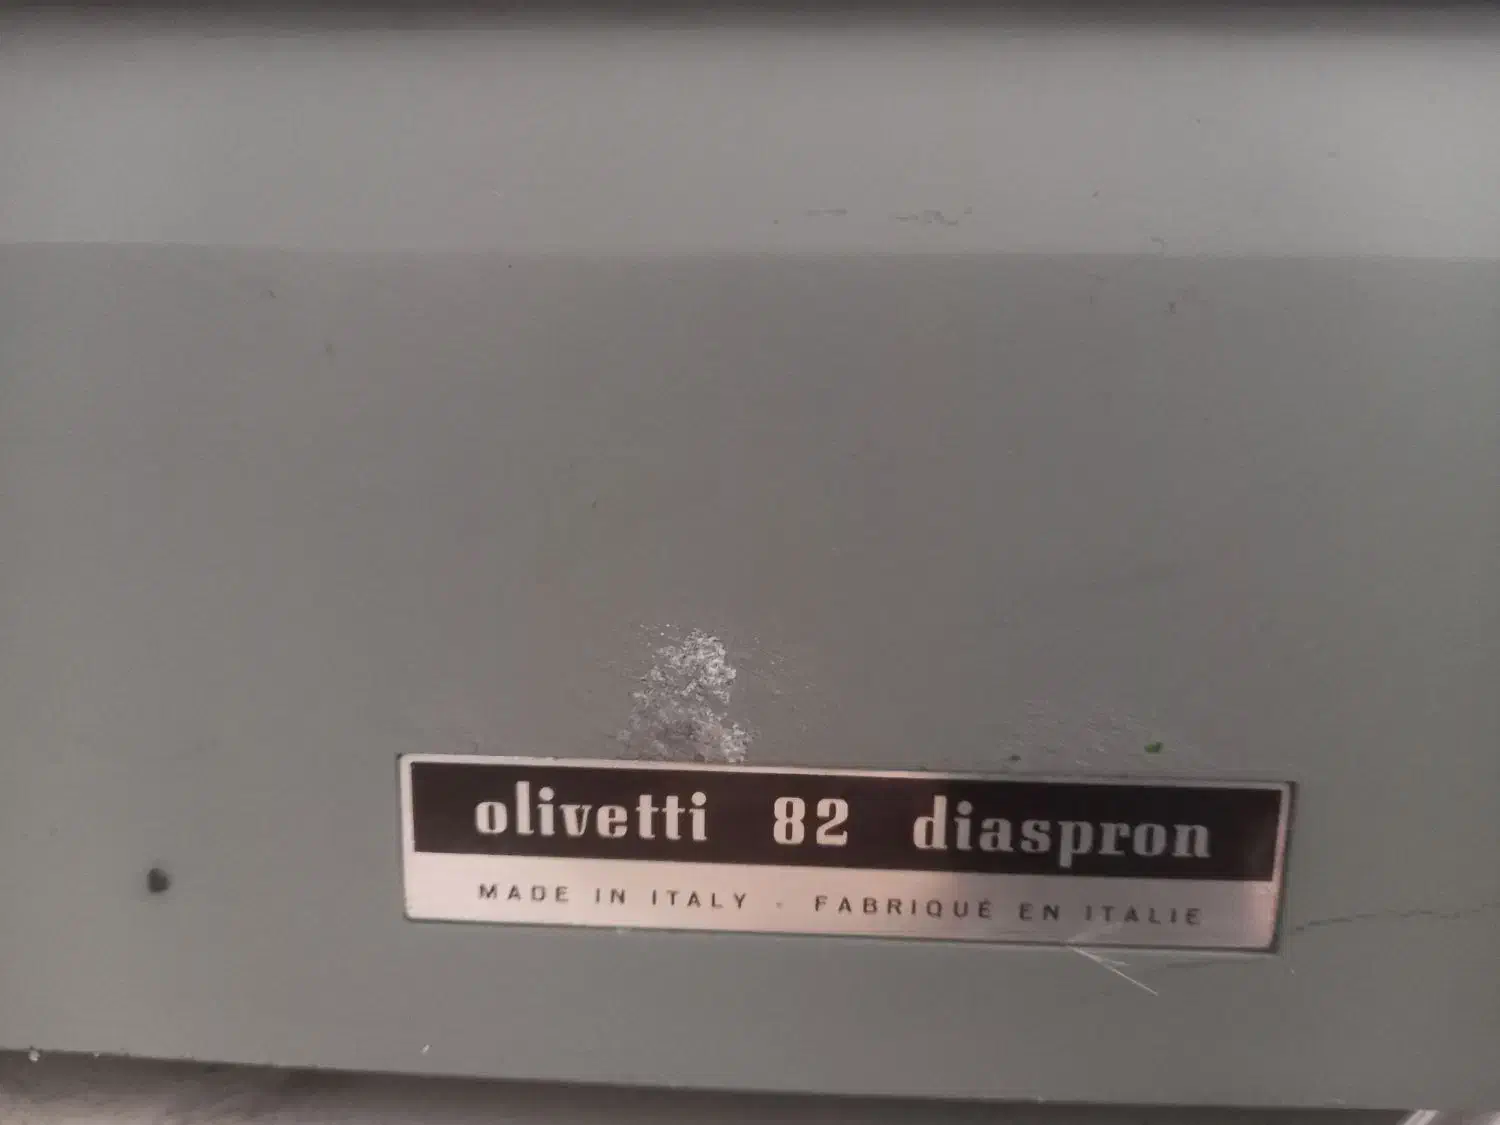 olivetti 82 diaspron
MADE IN ITALY - FABRIQUÉ EN ITALIE